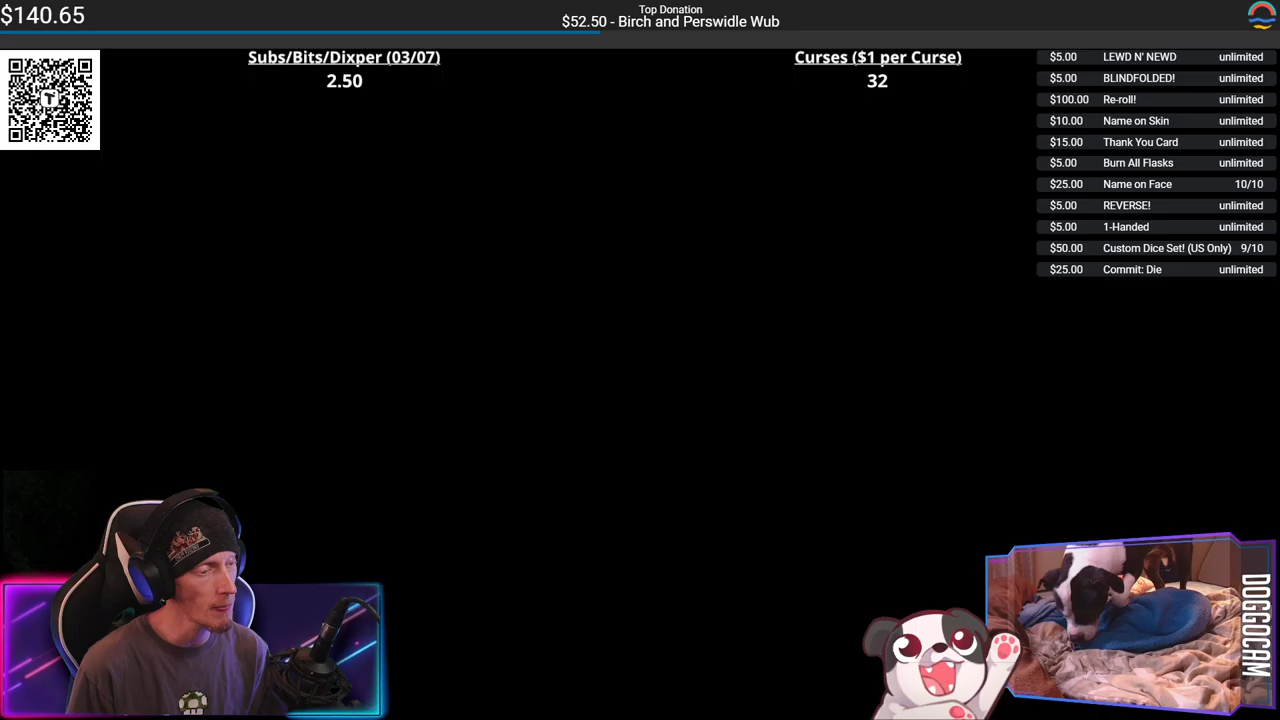 $140.65
Top Donation
$52.50 - Birch and Perswidle Wub
Subs/Bits/Dixper (03/07)
2.50
Curses ($1 per Curse)
32
$5.00 LEWD N' NEWD unlimited
$5.00 BLINDFOLDED! unlimited
$100.00 Re-roll! unlimited
$10.00 Name on Skin unlimited
$15.00 Thank You Card unlimited
$5.00 Burn All Flasks unlimited
$25.00 Name on Face 10/10
$5.00 REVERSE! unlimited
$5.00 1-Handed unlimited
$50.00 Custom Dice Set! (US Only) 9/10
$25.00 Commit: Die unlimited
DOGGOCAM